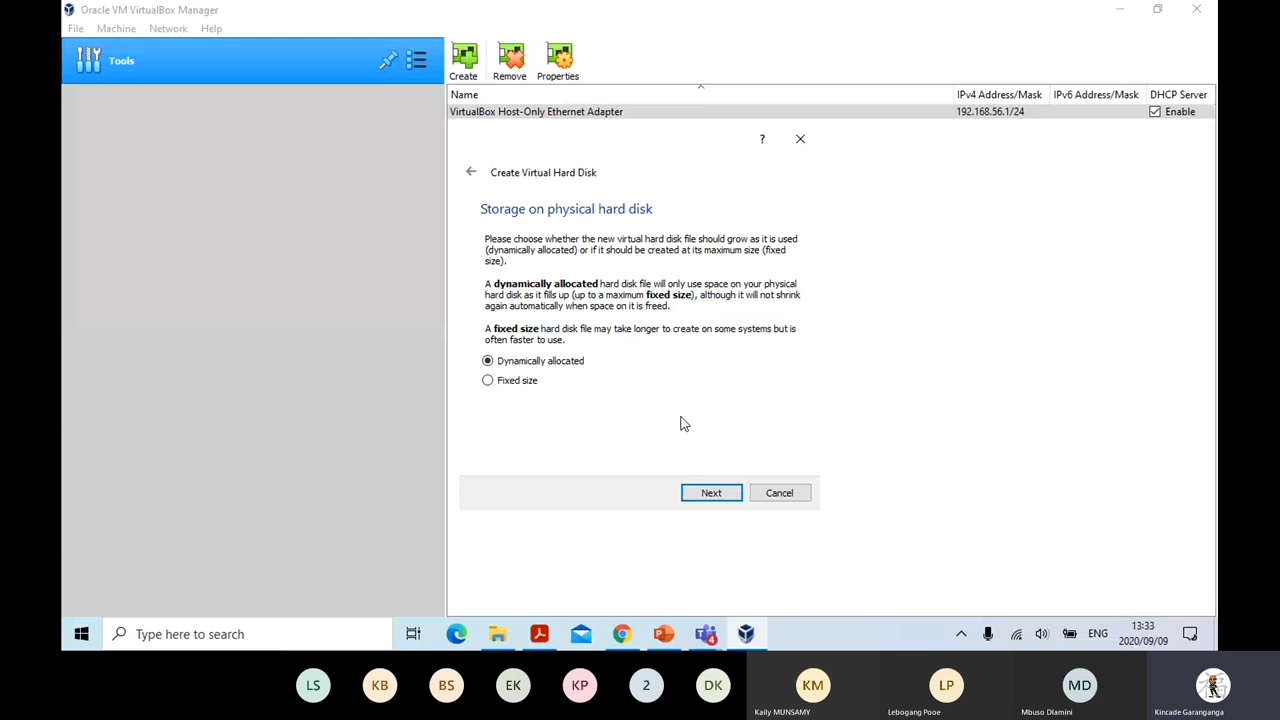 Oracle VM VirtualBox Manager
File Machine Network Help
Tools
Create Remove Properties
Name IPv4 Address/Mask IPv6 Address/Mask DHCP Server
VirtualBox Host-Only Ethernet Adapter 192.168.56.1/24 Enable
?
Create Virtual Hard Disk
Storage on physical hard disk
Please choose whether the new virtual hard disk file should grow as it is used
(dynamically allocated) or if it should be created at its maximum size (fixed
size).
A dynamically allocated hard disk file will only use space on your physical
hard disk as it fills up (up to a maximum fixed size), although it will not shrink
again automatically when space on it is freed.
A fixed size hard disk file may take longer to create on some systems but is
often faster to use.
Dynamically allocated
Fixed size
Next Cancel
Type here to search
4
ENG
13:33
2020/09/09
LS KB BS EK KP 2 DK KM LP MD
Kaily MUNSAMY Lebogang Pooe Mbuso Dlamini Kincade Garanganga